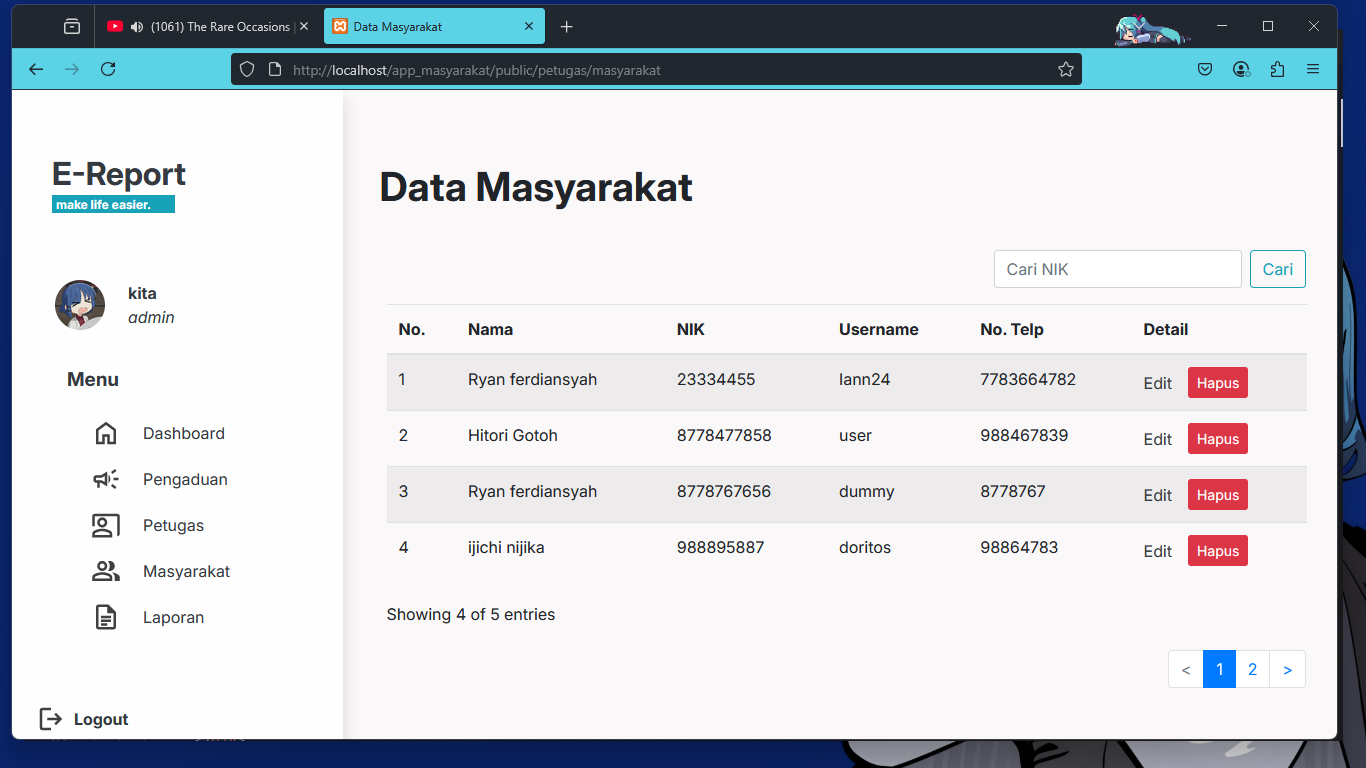 (1061) The Rare Occasions
Data Masyarakat
http://localhost/app_masyarakat/public/petugas/masyarakat
E-Report
make life easier.
kita
admin
Menu
Dashboard
Pengaduan
Petugas
Masyarakat
Laporan
Logout
Data Masyarakat
Cari NIK Cari
No. Nama NIK Username No. Telp Detail
1 Ryan ferdiansyah 23334455 Iann24 7783664782 Edit Hapus
2 Hitori Gotoh 8778477858 user 988467839 Edit Hapus
3 Ryan ferdiansyah 8778767656 dummy 8778767 Edit Hapus
4 ijichi nijika 988895887 doritos 98864783 Edit Hapus
Showing 4 of 5 entries
< 1 2 >